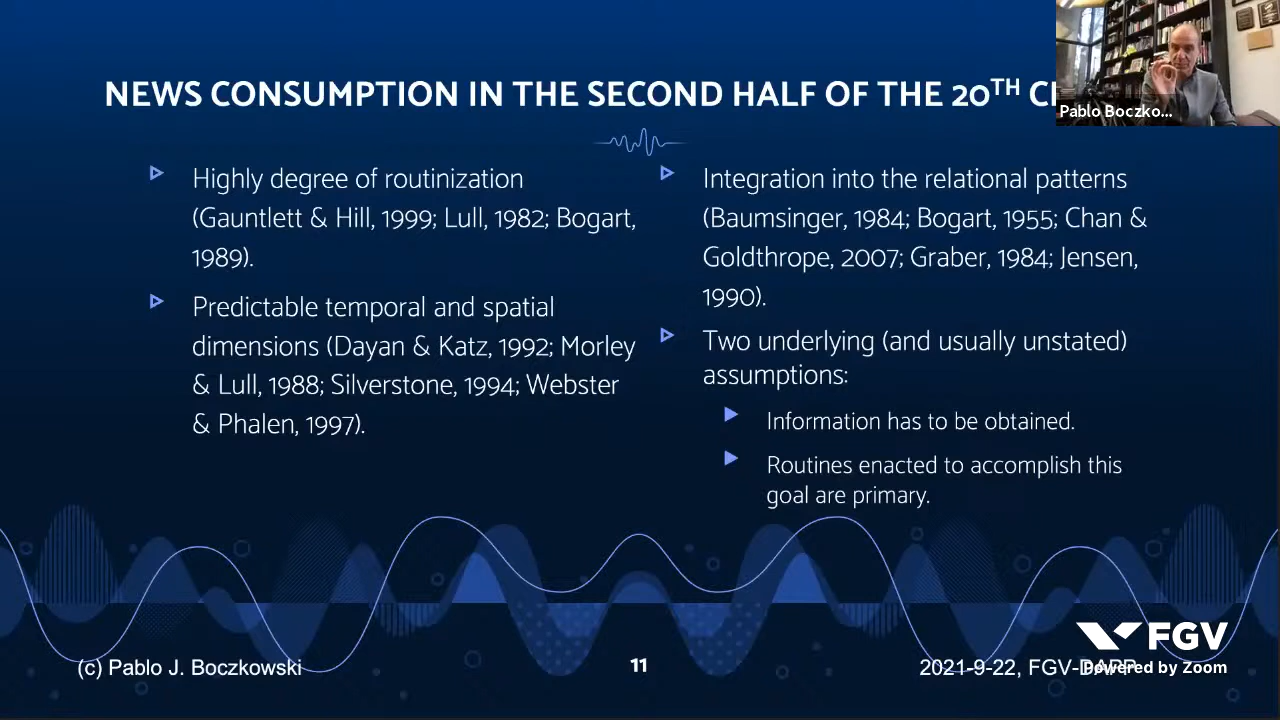 NEWS CONSUMPTION IN THE SECOND HALF OF THE 20TH
Pablo Boczko...
Highly degree of routinization
(Gauntlett & Hill, 1999; Lull, 1982; Bogart,
1989).
Predictable temporal and spatial
dimensions (Dayan & Katz, 1992; Morley
& Lull, 1988; Silverstone, 1994; Webster
& Phalen, 1997).
Integration into the relational patterns
(Baumsinger, 1984; Bogart, 1955; Chan &
Goldthrope, 2007; Graber, 1984; Jensen,
1990).
Two underlying (and usually unstated)
assumptions:
Information has to be obtained.
Routines enacted to accomplish this
goal are primary.
(c) Pablo J. Boczkowski
11
2021-9-22, FGV-DAPP
FGV
Powered by Zoom